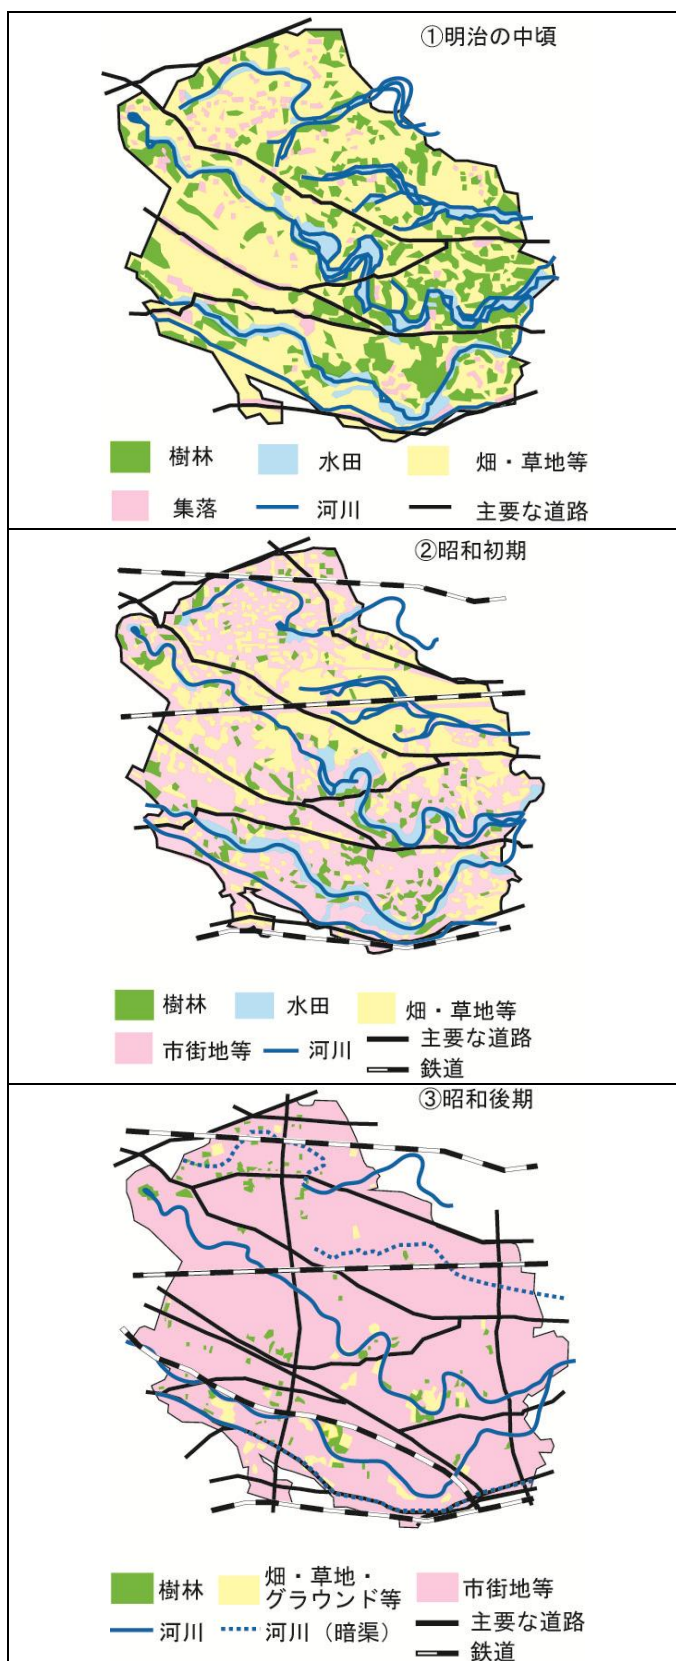 ①明治の中頃
樹林
水田
畑・草地等
集落
河川
主要な道路
②昭和初期
樹林
水田
畑・草地等
市街地等
河川
主要な道路
鉄道
③昭和後期
樹林
畑・草地・
グラウンド等
市街地等
河川
河川（暗渠）
主要な道路
鉄道